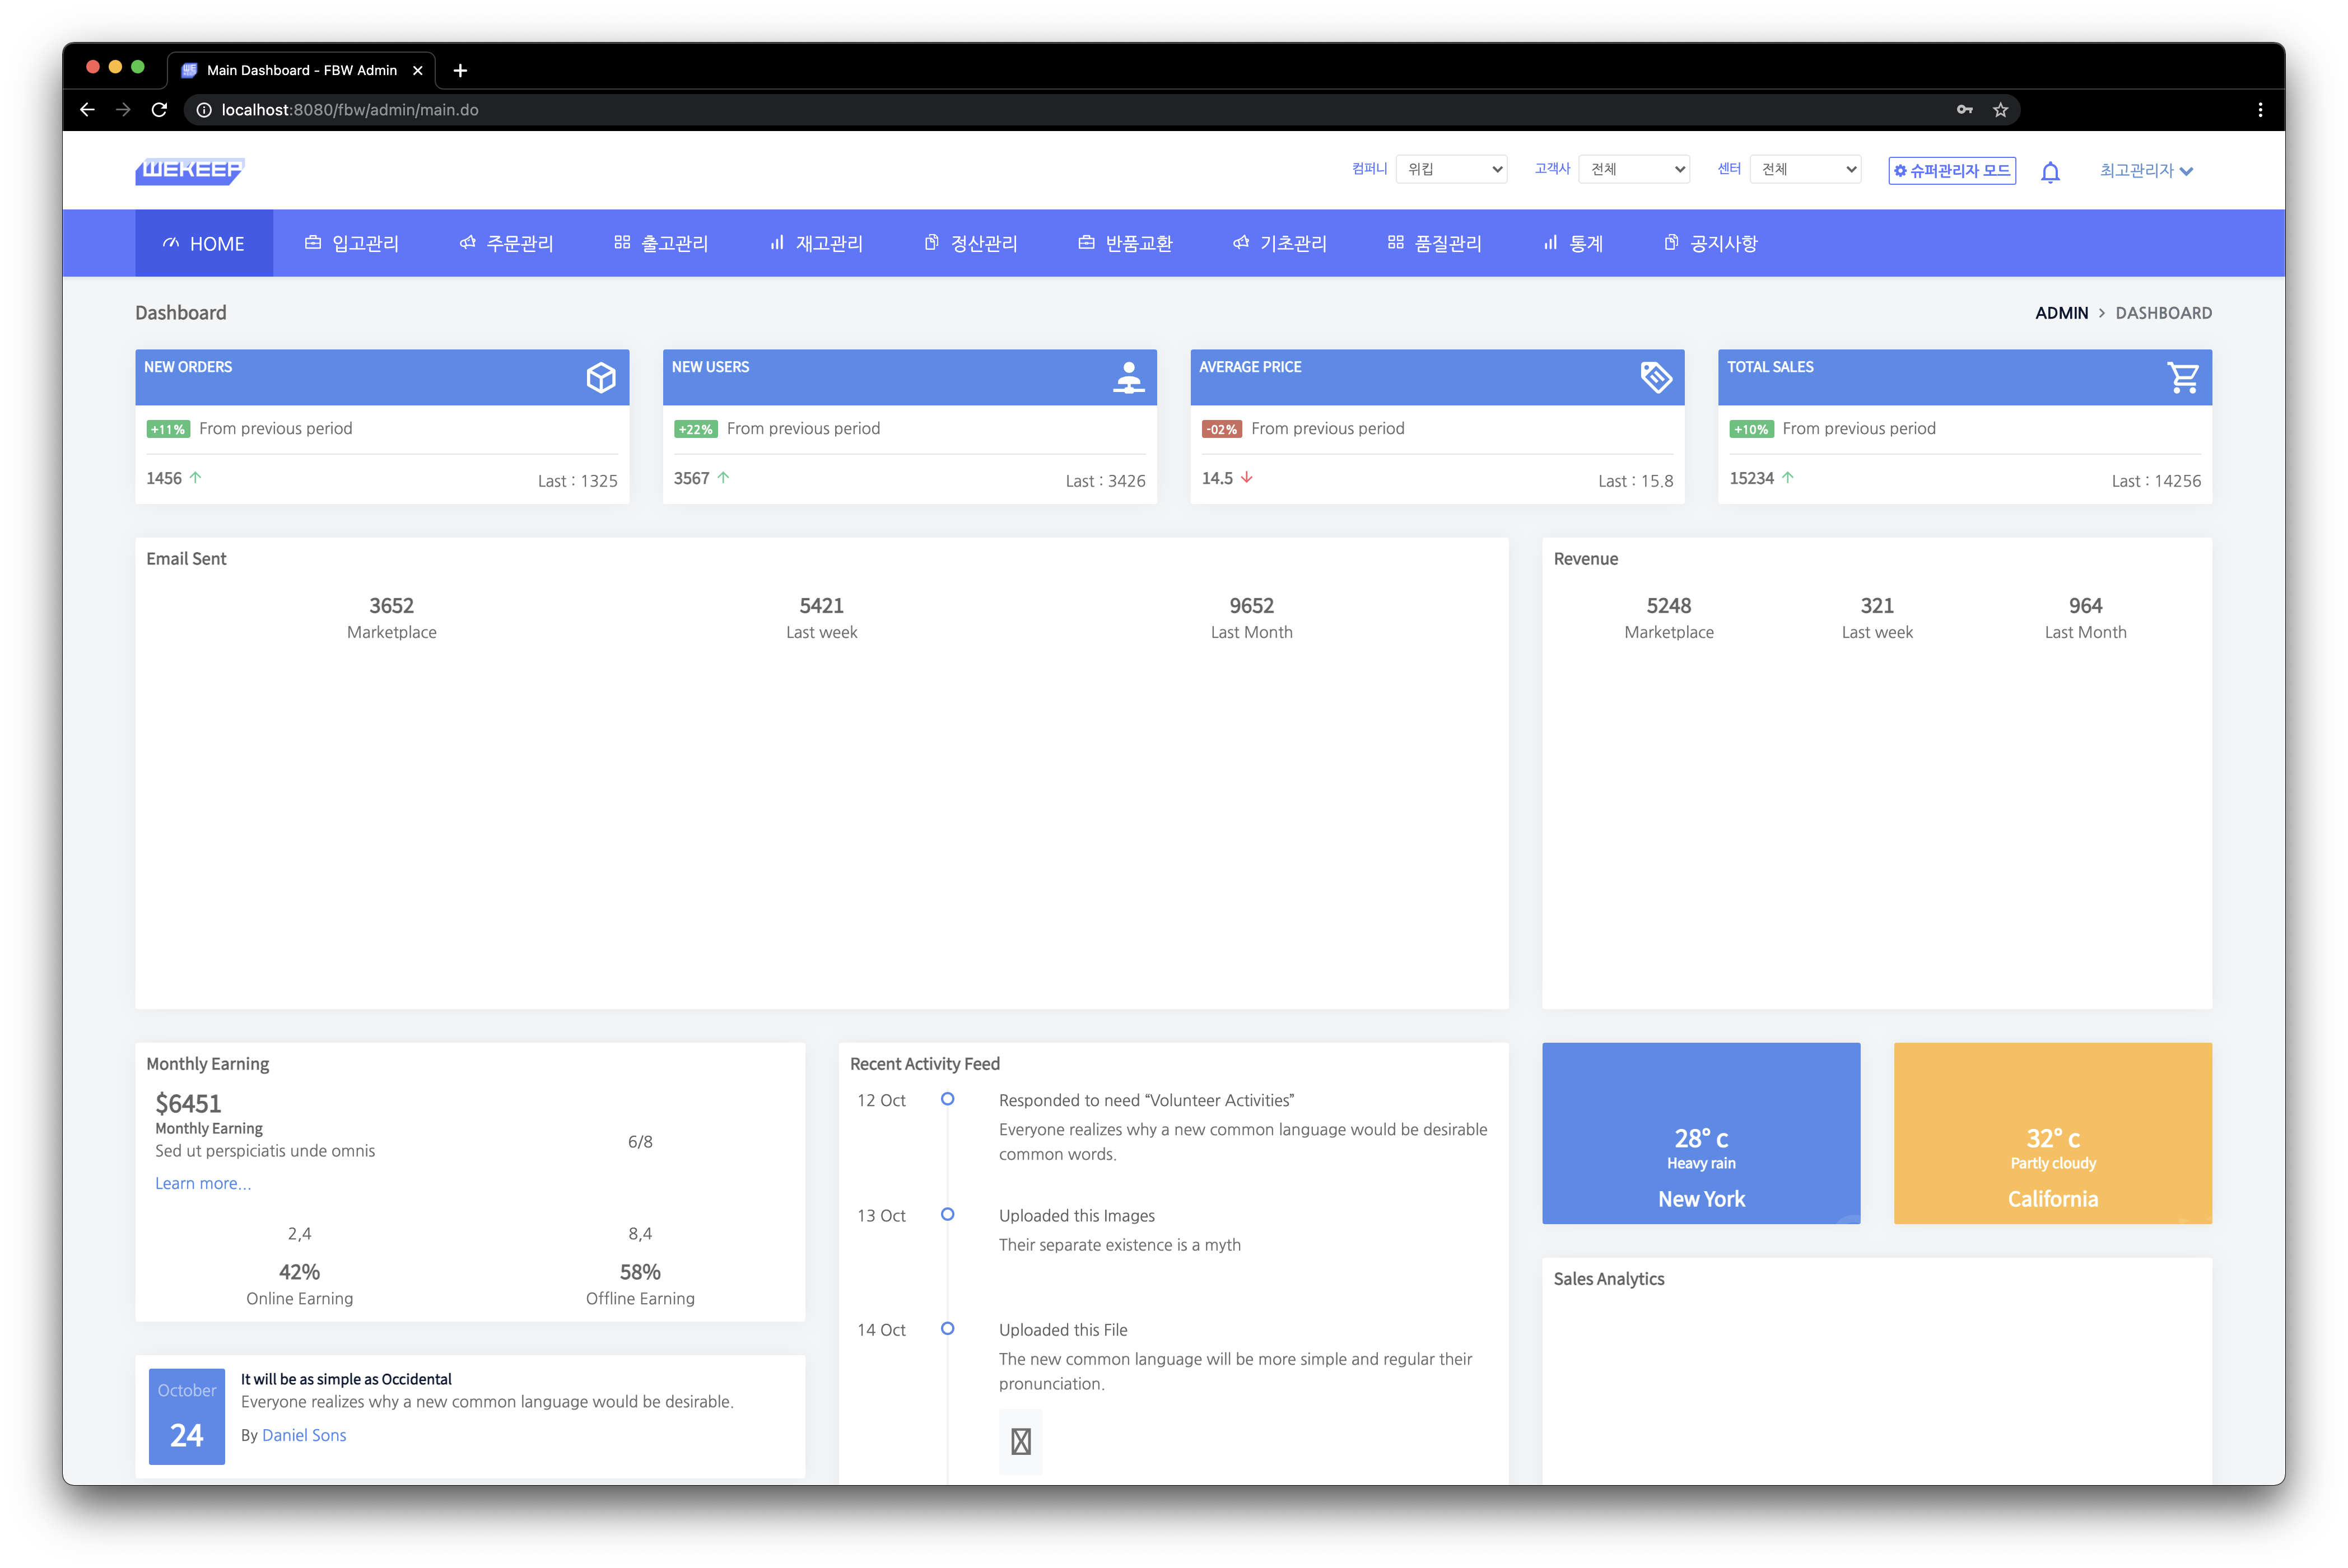 Main Dashboard - FBW Admin
localhost:8080/fbw/admin/main.do
WEKEEP
컴퍼니 위킵 고객사 전체 센터 전체 슈퍼관리자 모드 최고관리자
HOME 입고관리 주문관리 출고관리 재고관리 정산관리 반품교환 기초관리 품질관리 통계 공지사항
Dashboard
ADMIN > DASHBOARD
NEW ORDERS
+11% From previous period
1456 ↑ Last : 1325
NEW USERS
+22% From previous period
3567 ↑ Last : 3426
AVERAGE PRICE
-02% From previous period
14.5 ↓ Last : 15.8
TOTAL SALES
+10% From previous period
15234 ↑ Last : 14256
Email Sent
3652 5421 9652
Marketplace Last week Last Month
Revenue
5248 321 964
Marketplace Last week Last Month
Monthly Earning
$6451
Monthly Earning
Sed ut perspiciatis unde omnis
Learn more...
6/8
2,4 8,4
42% 58%
Online Earning Offline Earning
October
24
It will be as simple as Occidental
Everyone realizes why a new common language would be desirable.
By Daniel Sons
Recent Activity Feed
12 Oct Responded to need “Volunteer Activities”
Everyone realizes why a new common language would be desirable
common words.
13 Oct Uploaded this Images
Their separate existence is a myth
14 Oct Uploaded this File
The new common language will be more simple and regular their
pronunciation.
28° c
Heavy rain
New York
32° c
Partly cloudy
California
Sales Analytics